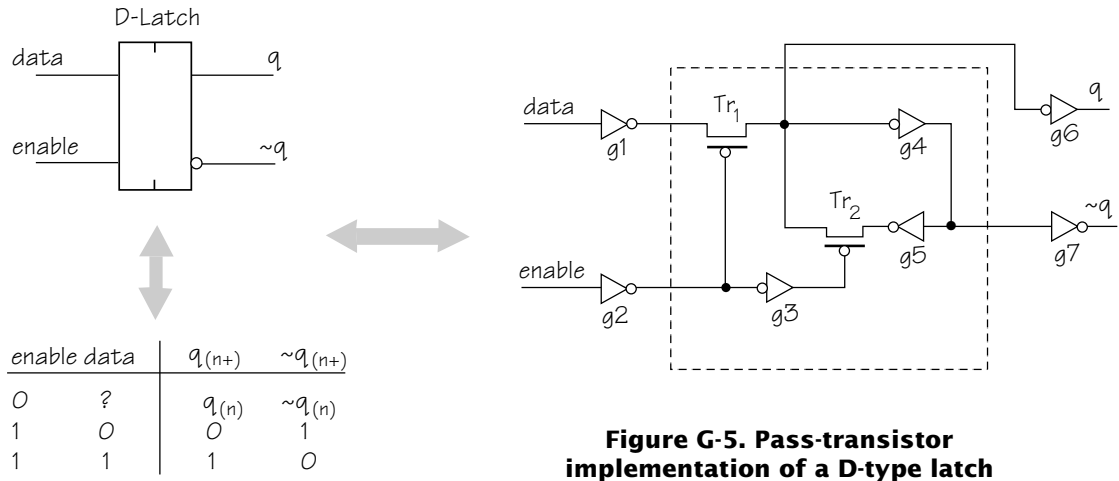 D-Latch
data q
enable ~q
data g1 Tr1 g4 g6 q
Tr2
enable g2 g3 g5 g7 ~q
enable data q(n+) ~q(n+)
0 ? q(n) ~q(n)
1 0 0 1
1 1 1 0
Figure G-5. Pass-transistor
implementation of a D-type latch